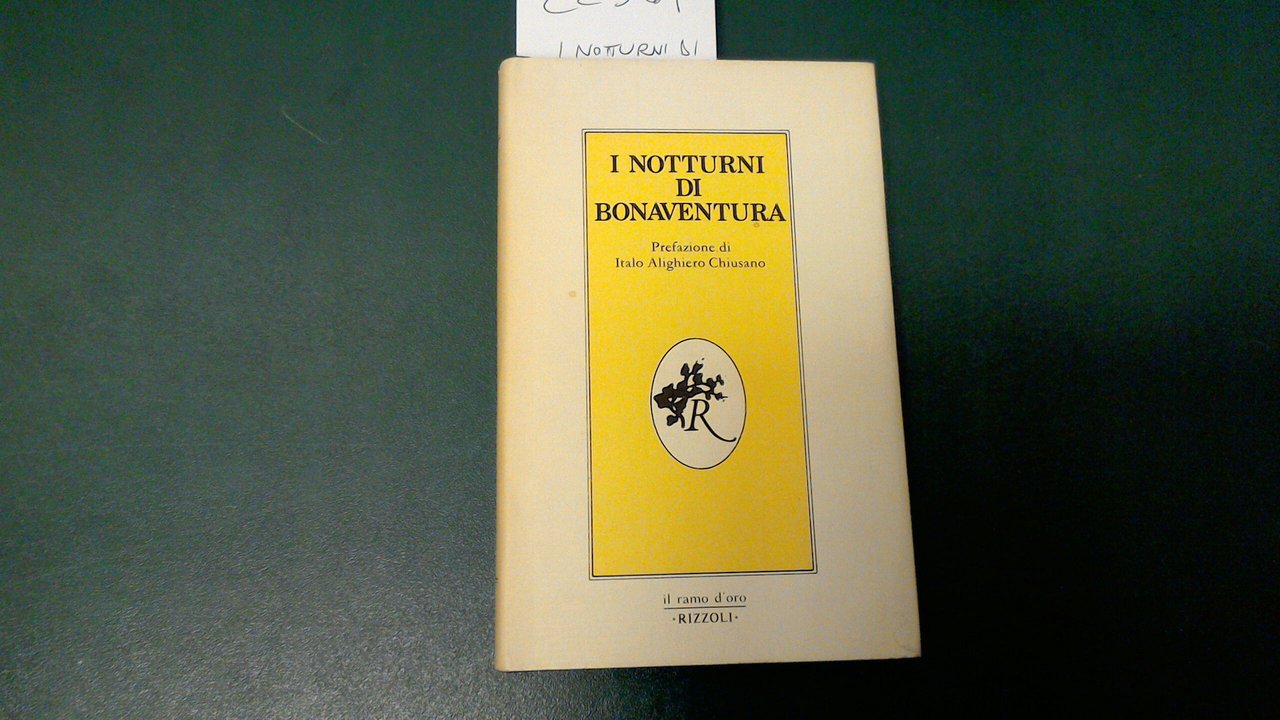 I NOTTURNI DI
I NOTTURNI
DI
BONAVENTURA
Prefazione di
Italo Alighiero Chiusano
R
il ramo d'oro
·RIZZOLI·